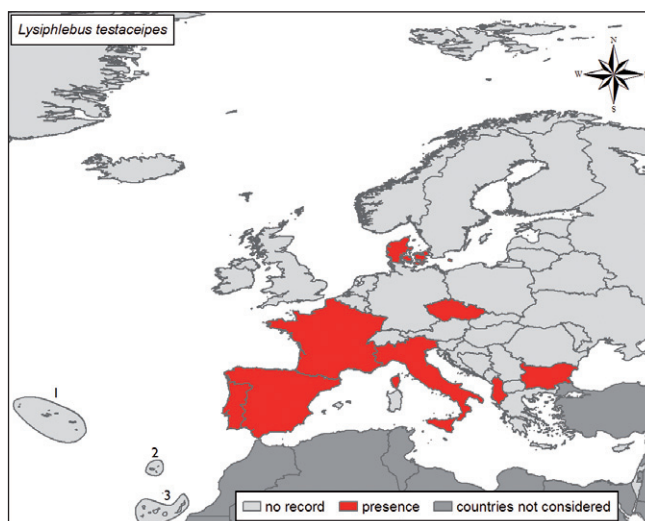 Lysiphlebus testaceipes
N
W
S
1
2
3
no record presence countries not considered